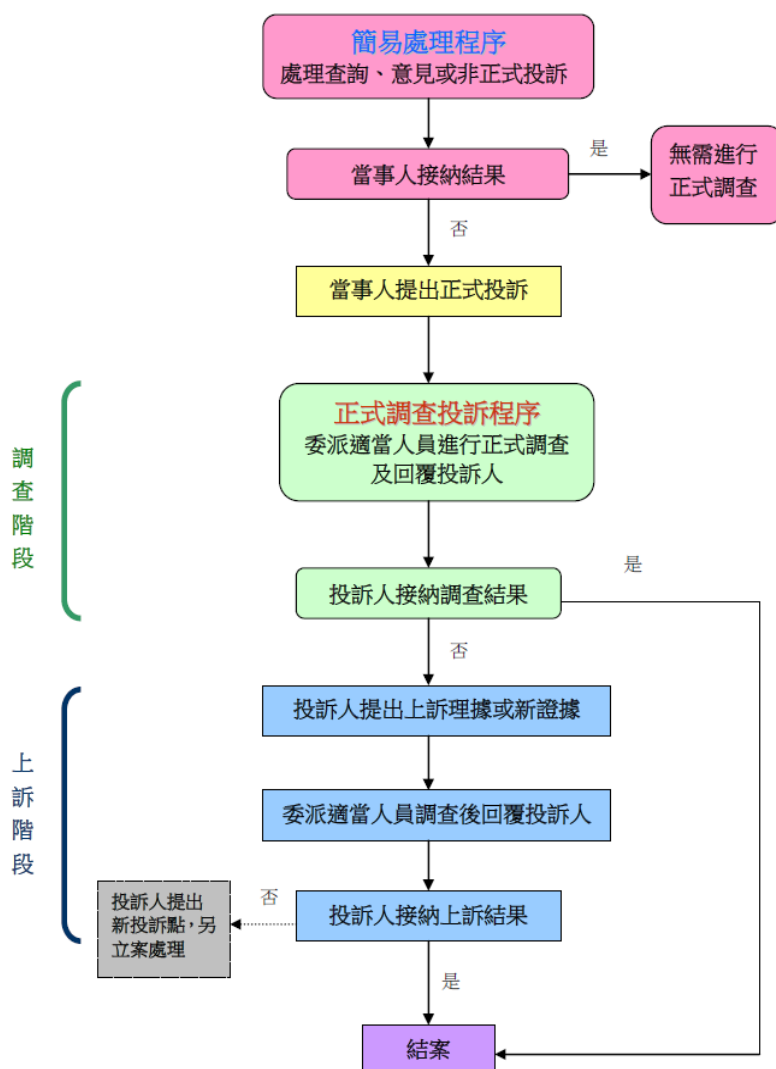 簡易處理程序
處理查詢、意見或非正式投訴
是
無需進行
正式調查
當事人接納結果
否
當事人提出正式投訴
調
查
階
段
正式調查投訴程序
委派適當人員進行正式調查
及回覆投訴人
是
投訴人接納調查結果
否
上
訴
階
段
投訴人提出上訴理據或新證據
委派適當人員調查後回覆投訴人
投訴人接納上訴結果
否
投訴人提出
新投訴點，另
立案處理
是
結案